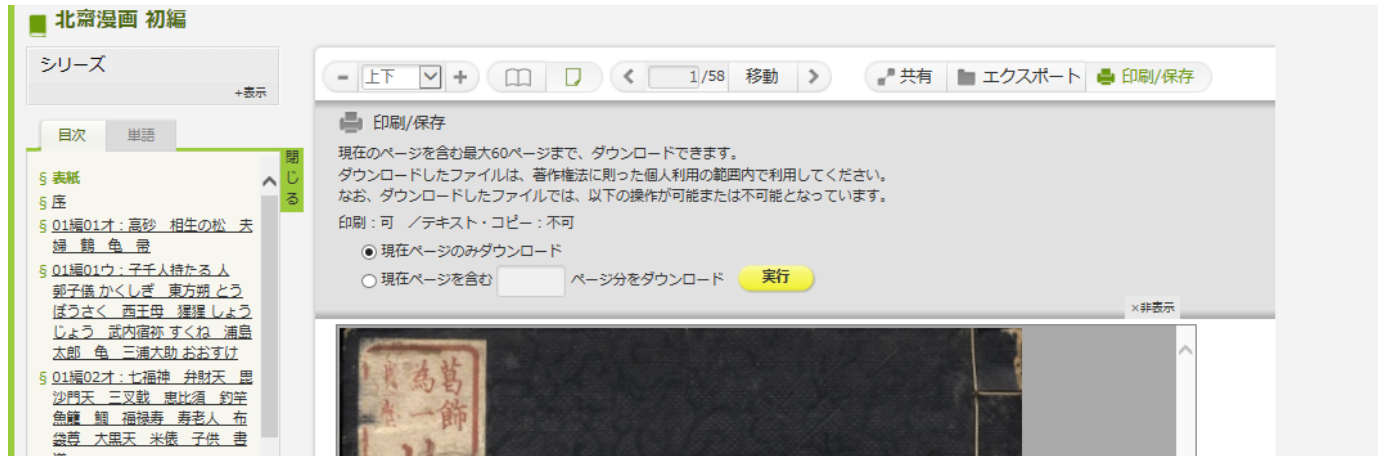 北齋漫画 初編
シリーズ
+表示
目次 単語
閉じる
§ 表紙
§ 序
§ 01編01オ：高砂 相生の松 夫
婦 鶴 亀 帚
§ 01編01ウ：子千人持たる人
郭子儀 かくしぎ 東方朔 とう
ぼうさく 西王母 猩猩 しょう
じょう 武内宿祢 すくね 浦島
太郎 亀 三浦大助 おおすけ
§ 01編02オ：七福神 弁財天 毘
沙門天 三叉戟 恵比須 釣竿
魚籠 鯛 福禄寿 寿老人 布
袋尊 大黒天 米俵 子供 書
- 上下 +
1/58 移動
共有 エクスポート 印刷/保存
印刷/保存
現在のページを含む最大60ページまで、ダウンロードできます。
ダウンロードしたファイルは、著作権法に則った個人利用の範囲内で利用してください。
なお、ダウンロードしたファイルでは、以下の操作が可能または不可能となっています。
印刷：可 ／テキスト・コピー：不可
現在ページのみダウンロード
現在ページを含む ページ分をダウンロード 実行
×非表示
葛飾
為一